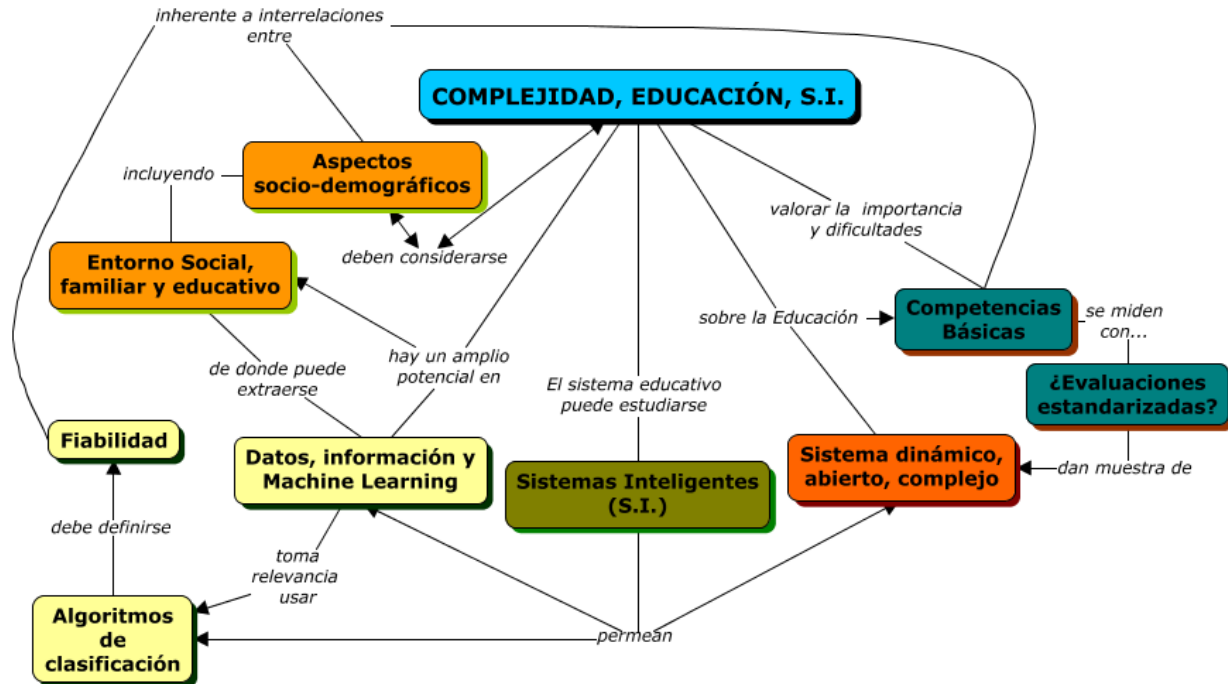 inherente a interrelaciones
entre
COMPLEJIDAD, EDUCACIÓN, S.I.
Aspectos
socio-demográficos
incluyendo
valorar la importancia
y dificultades
deben considerarse
Entorno Social,
familiar y educativo
Competencias
Básicas
sobre la Educación
se miden
con...
de donde puede
extraerse
hay un amplio
potencial en
El sistema educativo
puede estudiarse
¿Evaluaciones
estandarizadas?
Fiabilidad
Datos, información y
Machine Learning
Sistemas Inteligentes
(S.I.)
Sistema dinámico,
abierto, complejo
dan muestra de
debe definirse
toma
relevancia
usar
Algoritmos
de
clasificación
permean